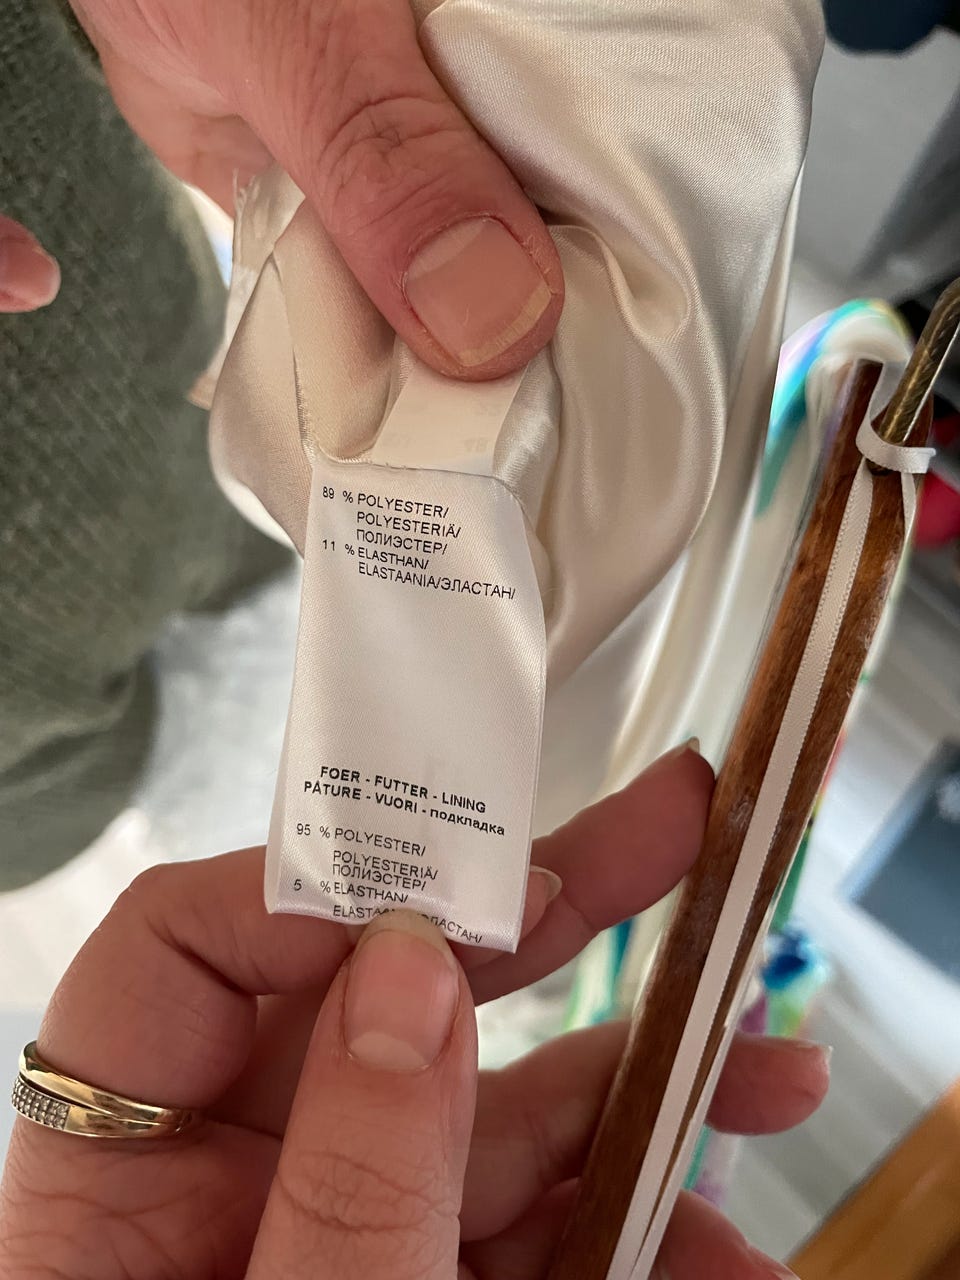 89 % POLYESTER/
POLYESTERIÄ/
ПОЛИЭСТЕР/
11 % ELASTHAN/
ELASTAANIA/ЭЛАСТАН/
FOER - FUTTER - LINING
PÅTURE - VUORI - подкладка
95 % POLYESTER/
POLYESTERIÄ/
ПОЛИЭСТЕР/
5 % ELASTHAN/